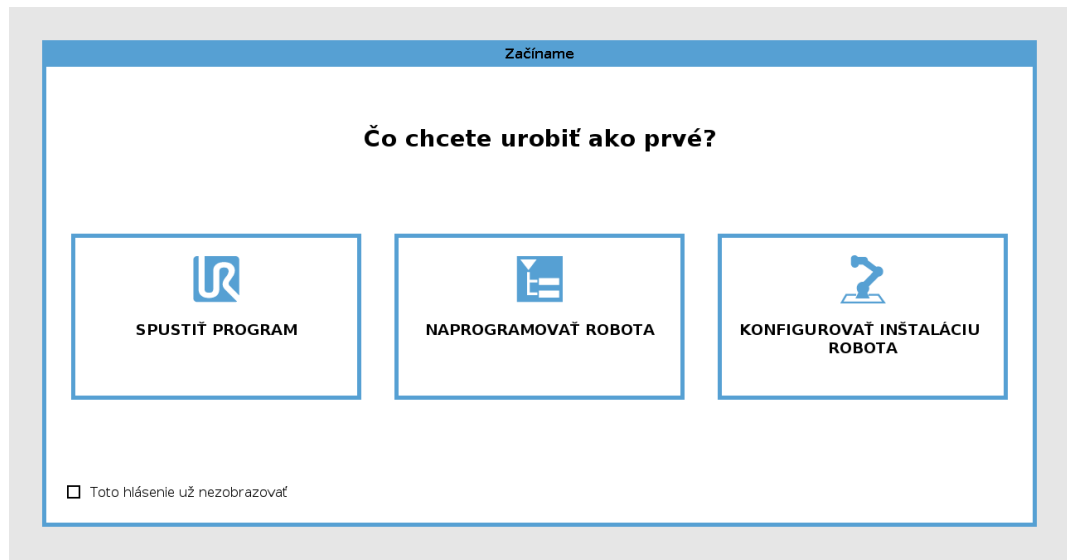 Začíname
Čo chcete urobiť ako prvé?
SPUSTIŤ PROGRAM
NAPROGRAMOVAŤ ROBOTA
KONFIGUROVAŤ INŠTALÁCIU
ROBOTA
Toto hlásenie už nezobrazovať